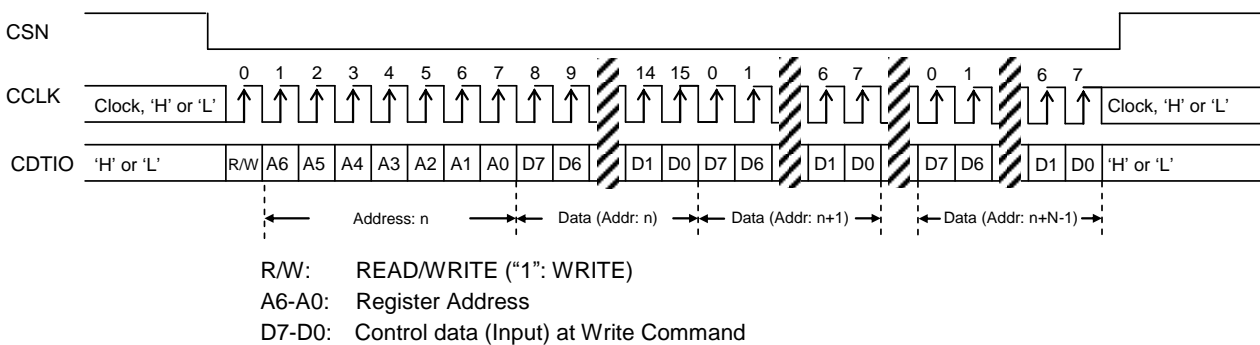 CSN
0 1 2 3 4 5 6 7 8 9 14 15 0 1 6 7 0 1 6 7
CCLK Clock, ‘H’ or ‘L’ Clock, ‘H’ or ‘L’
CDTIO ‘H’ or ‘L’ R/W A6 A5 A4 A3 A2 A1 A0 D7 D6 D1 D0 D7 D6 D1 D0 D7 D6 D1 D0 ‘H’ or ‘L’
Address: n Data (Addr: n) Data (Addr: n+1) Data (Addr: n+N-1)
R/W: READ/WRITE (“1”: WRITE)
A6-A0: Register Address
D7-D0: Control data (Input) at Write Command